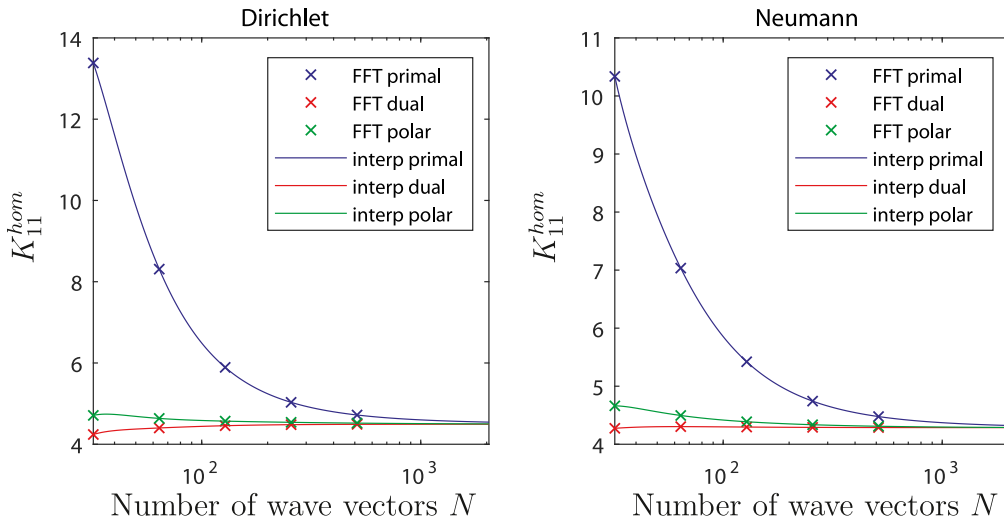 Dirichlet
14
12
10
8
6
4
K_{11}^{hom}
10^2
10^3
Number of wave vectors N
FFT primal
FFT dual
FFT polar
interp primal
interp dual
interp polar
Neumann
11
10
9
8
7
6
5
4
K_{11}^{hom}
10^2
10^3
Number of wave vectors N
FFT primal
FFT dual
FFT polar
interp primal
interp dual
interp polar